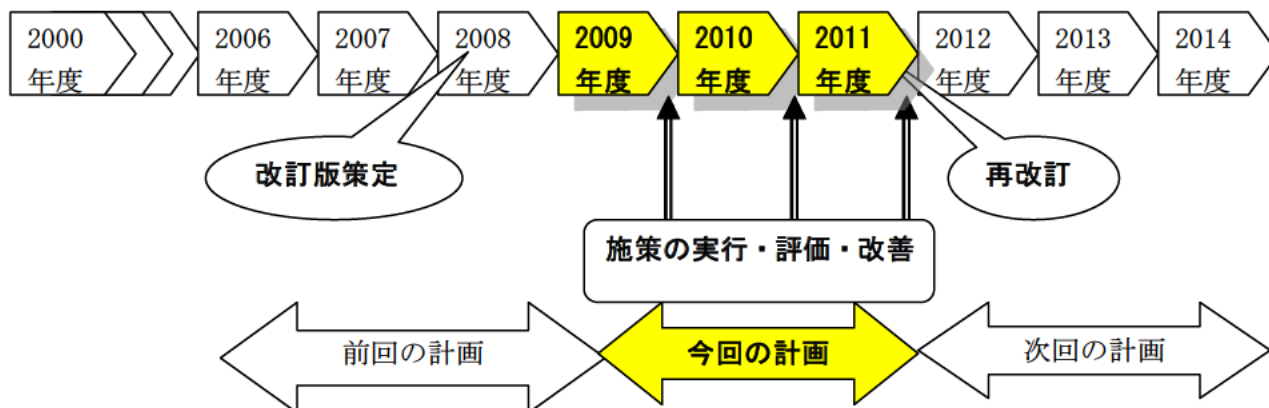 2000
年度
2006
年度
2007
年度
2008
年度
2009
年度
2010
年度
2011
年度
2012
年度
2013
年度
2014
年度
改訂版策定
再改訂
施策の実行・評価・改善
前回の計画
今回の計画
次回の計画